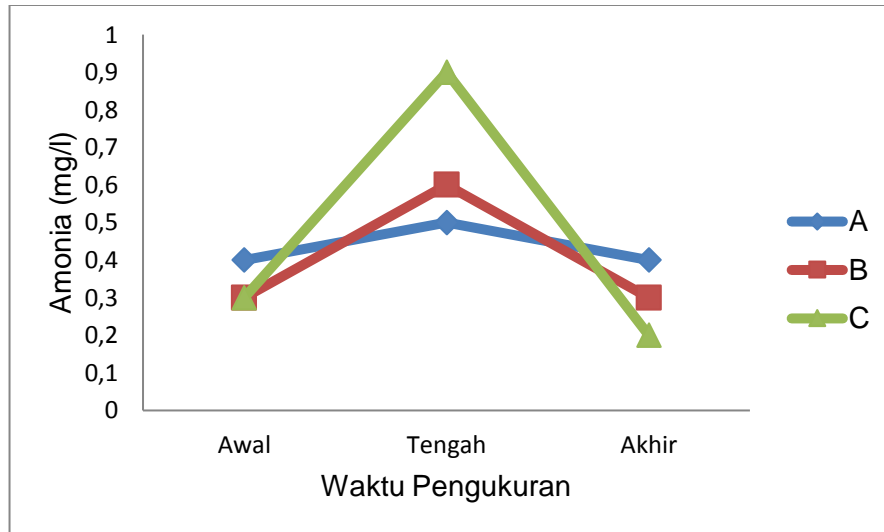 Amonia (mg/l)
1
0,9
0,8
0,7
0,6
0,5
0,4
0,3
0,2
0,1
0
Awal Tengah Akhir
Waktu Pengukuran
A
B
C